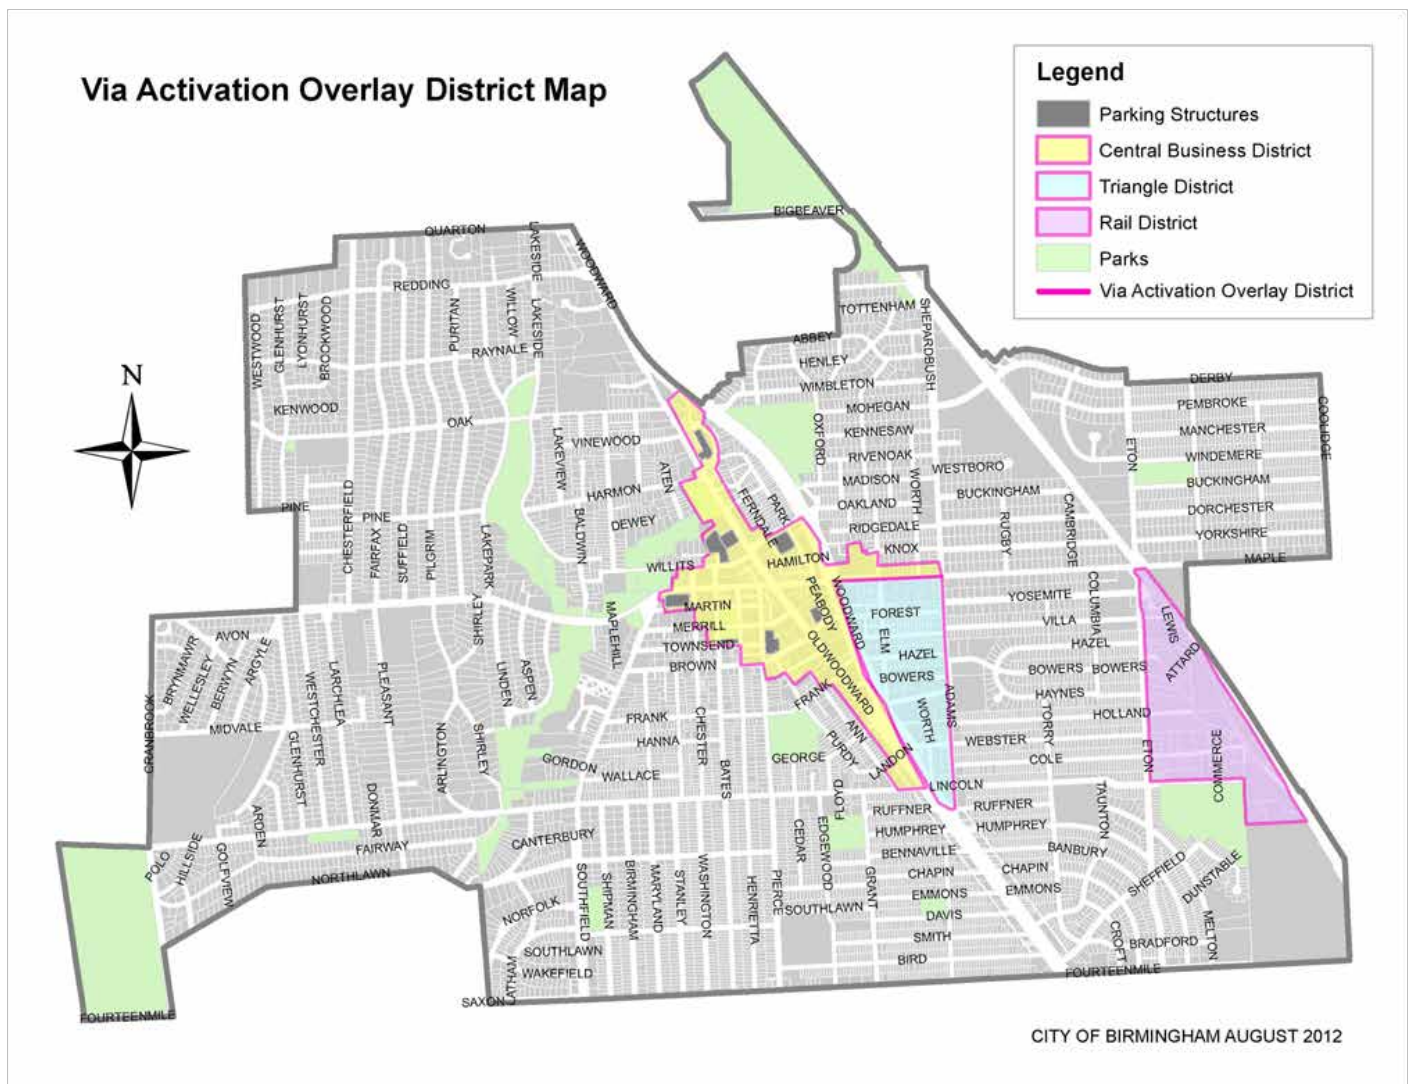 Via Activation Overlay District Map
Legend
Parking Structures
Central Business District
Triangle District
Rail District
Parks
Via Activation Overlay District
N
BIGBEAVER
QUARTON
LAKESIDE
WOODWARD
REDDING
WESTWOOD
GLENHURST
LYONHURST
BROOKWOOD
PURITAN
WILLOW
LAKESIDE
RAYNALE
TOTTENHAM
SHEPARDBUSH
ABBEY
HENLEY
WIMBLETON
DERBY
PEMBROKE
COOLIDGE
KENWOOD
OAK
MOHEGAN
OXFORD
KENNESAW
MANCHESTER
LAKEVIEW
VINEWOOD
RIVENOAK
WESTBORO
ETON
WINDEMERE
ATEN
MADISON
WORTH
BUCKINGHAM
BUCKINGHAM
HARMON
FERNDALE
PARK
OAKLAND
CAMBRIDGE
DORCHESTER
PINE
PINE
CHESTERFIELD
FAIRFAX
SUFFIELD
PILGRIM
LAKEPARK
BALDWIN
DEWEY
RIDGEDALE
RUGBY
YORKSHIRE
KNOX
MAPLE
WILLITS
HAMILTON
MARTIN
PEABODY
WOODWARD
FOREST
YOSEMITE
COLUMBIA
LEWIS
SHIRLEY
MAPLEHILL
MERRILL
VILLA
AVON
BRYNMAWR
WELLESLEY
BERWYN
ARGYLE
TOWNSEND
OLDWOODWARD
ELM
HAZEL
HAZEL
ATTARD
BROWN
BOWERS
BOWERS
BOWERS
WESTCHESTER
LARCHLEA
PLEASANT
LINDEN
ASPEN
FRANK
ADAMS
HAYNES
CRANBROOK
MIDVALE
FRANK
CHESTER
ANN
WORTH
TORRY
HOLLAND
GLENHURST
ARLINGTON
SHIRLEY
HANNA
PURDY
WEBSTER
ETON
COMMERCE
GORDON
WALLACE
BATES
GEORGE
LANDON
COLE
LINCOLN
ARDEN
DONMAR
FLOYD
RUFFNER
RUFFNER
TAUNTON
CANTERBURY
CEDAR
EDGEWOOD
HUMPHREY
HUMPHREY
POLO
HILLSIDE
GOLFVIEW
FAIRWAY
BENNAVILLE
BANBURY
NORTHLAWN
SOUTHFIELD
SHIPMAN
BIRMINGHAM
MARYLAND
STANLEY
WASHINGTON
HENRIETTA
PIERCE
GRANT
CHAPIN
CHAPIN
SHEFFIELD
DUNSTABLE
EMMONS
EMMONS
NORFOLK
SOUTHLAWN
DAVIS
SMITH
CROFT
BRADFORD
MELTON
SOUTHLAWN
BIRD
LATHAM
WAKEFIELD
FOURTEENMILE
SAXON
FOURTEENMILE
CITY OF BIRMINGHAM AUGUST 2012